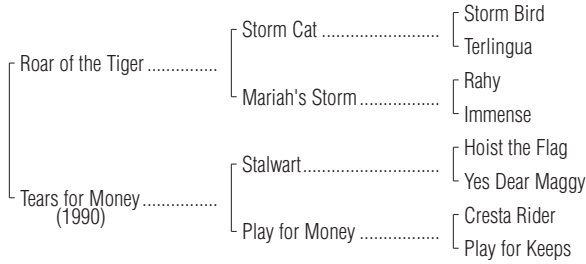 Storm Bird
Storm Cat ........................
Terlingua
Roar of the Tiger ...............
Rahy
Mariah's Storm .................
Immense
Hoist the Flag
Stalwart.............................
Yes Dear Maggy
Tears for Money ................
(1990)
Cresta Rider
Play for Money .................
Play for Keeps